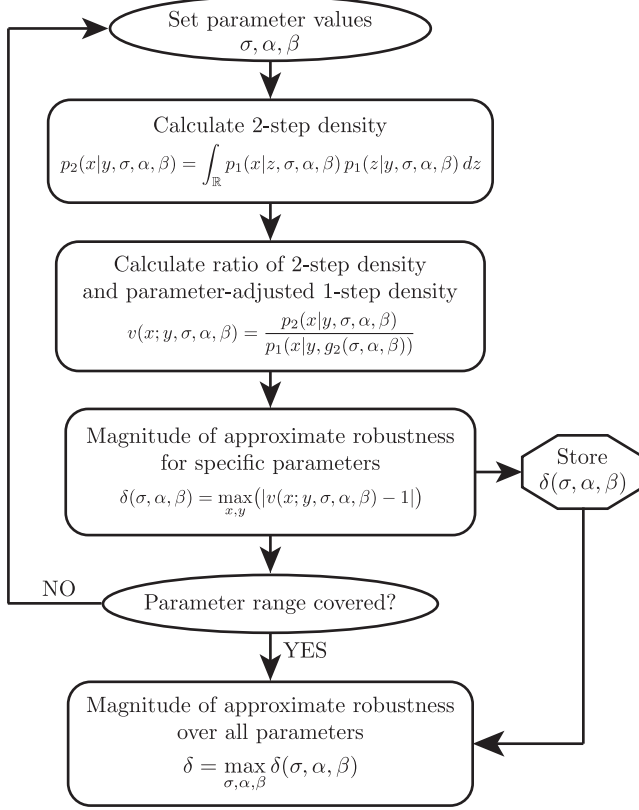 Set parameter values
σ, α, β
Calculate 2-step density
p₂(x|y, σ, α, β) = ∫_ℝ p₁(x|z, σ, α, β) p₁(z|y, σ, α, β) dz
Calculate ratio of 2-step density
and parameter-adjusted 1-step density
v(x; y, σ, α, β) = p₂(x|y, σ, α, β) / p₁(x|y, g₂(σ, α, β))
Magnitude of approximate robustness
for specific parameters
δ(σ, α, β) = max_{x,y} (|v(x; y, σ, α, β) − 1|)
Store
δ(σ, α, β)
NO
Parameter range covered?
YES
Magnitude of approximate robustness
over all parameters
δ = max_{σ,α,β} δ(σ, α, β)